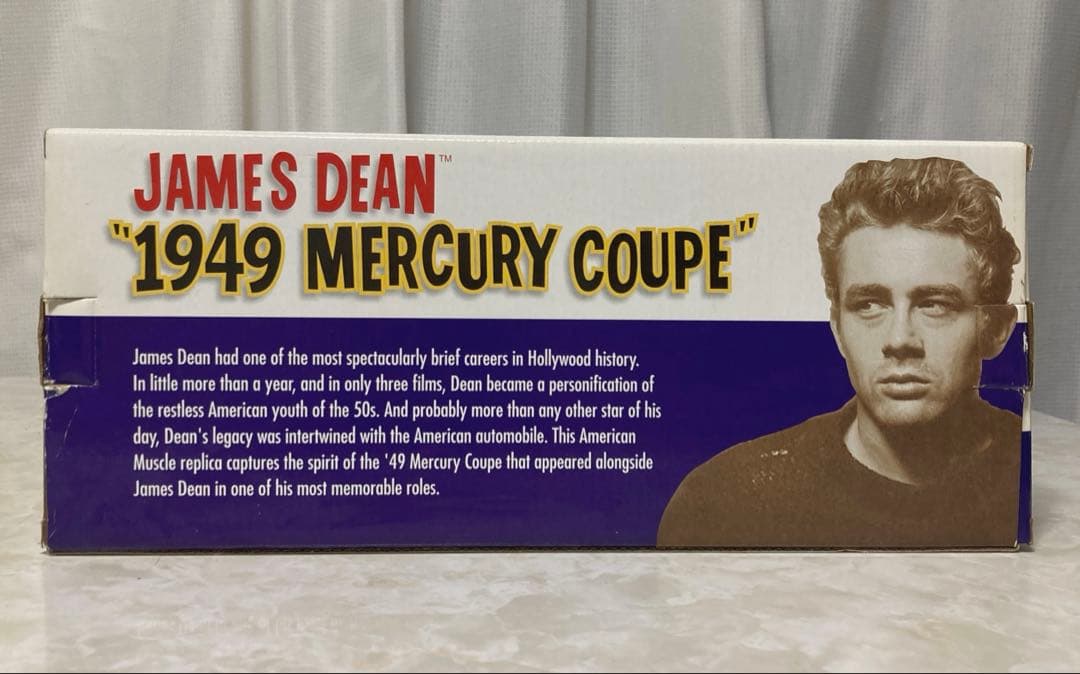 JAMES DEAN™
"1949 MERCURY COUPE"
James Dean had one of the most spectacularly brief careers in Hollywood history.
In little more than a year, and in only three films, Dean became a personification of
the restless American youth of the 50s. And probably more than any other star of his
day, Dean's legacy was intertwined with the American automobile. This American
Muscle replica captures the spirit of the '49 Mercury Coupe that appeared alongside
James Dean in one of his most memorable roles.